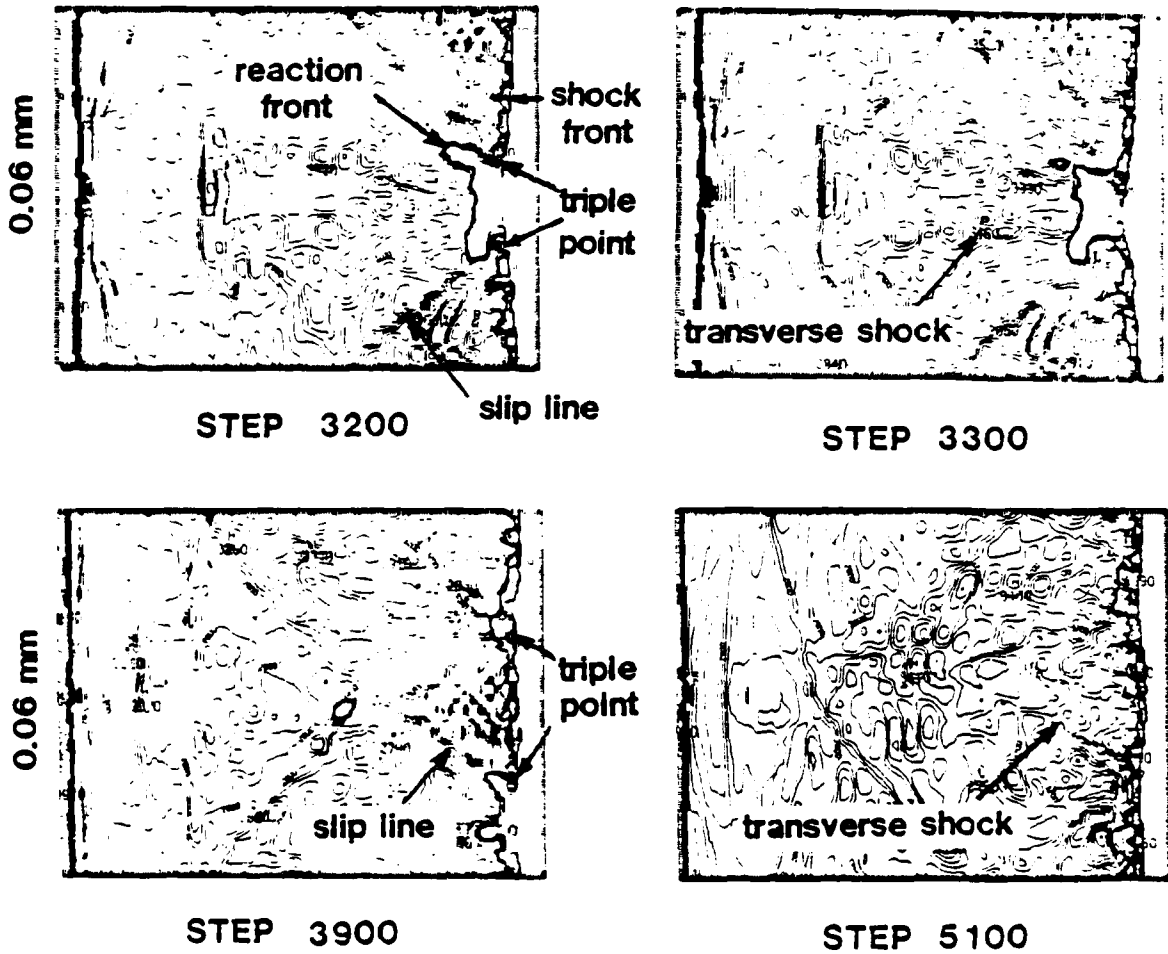 0.06 mm
reaction
front
shock
front
triple
point
slip line
STEP 3200
transverse shock
STEP 3300
0.06 mm
triple
point
slip line
STEP 3900
transverse shock
STEP 5100